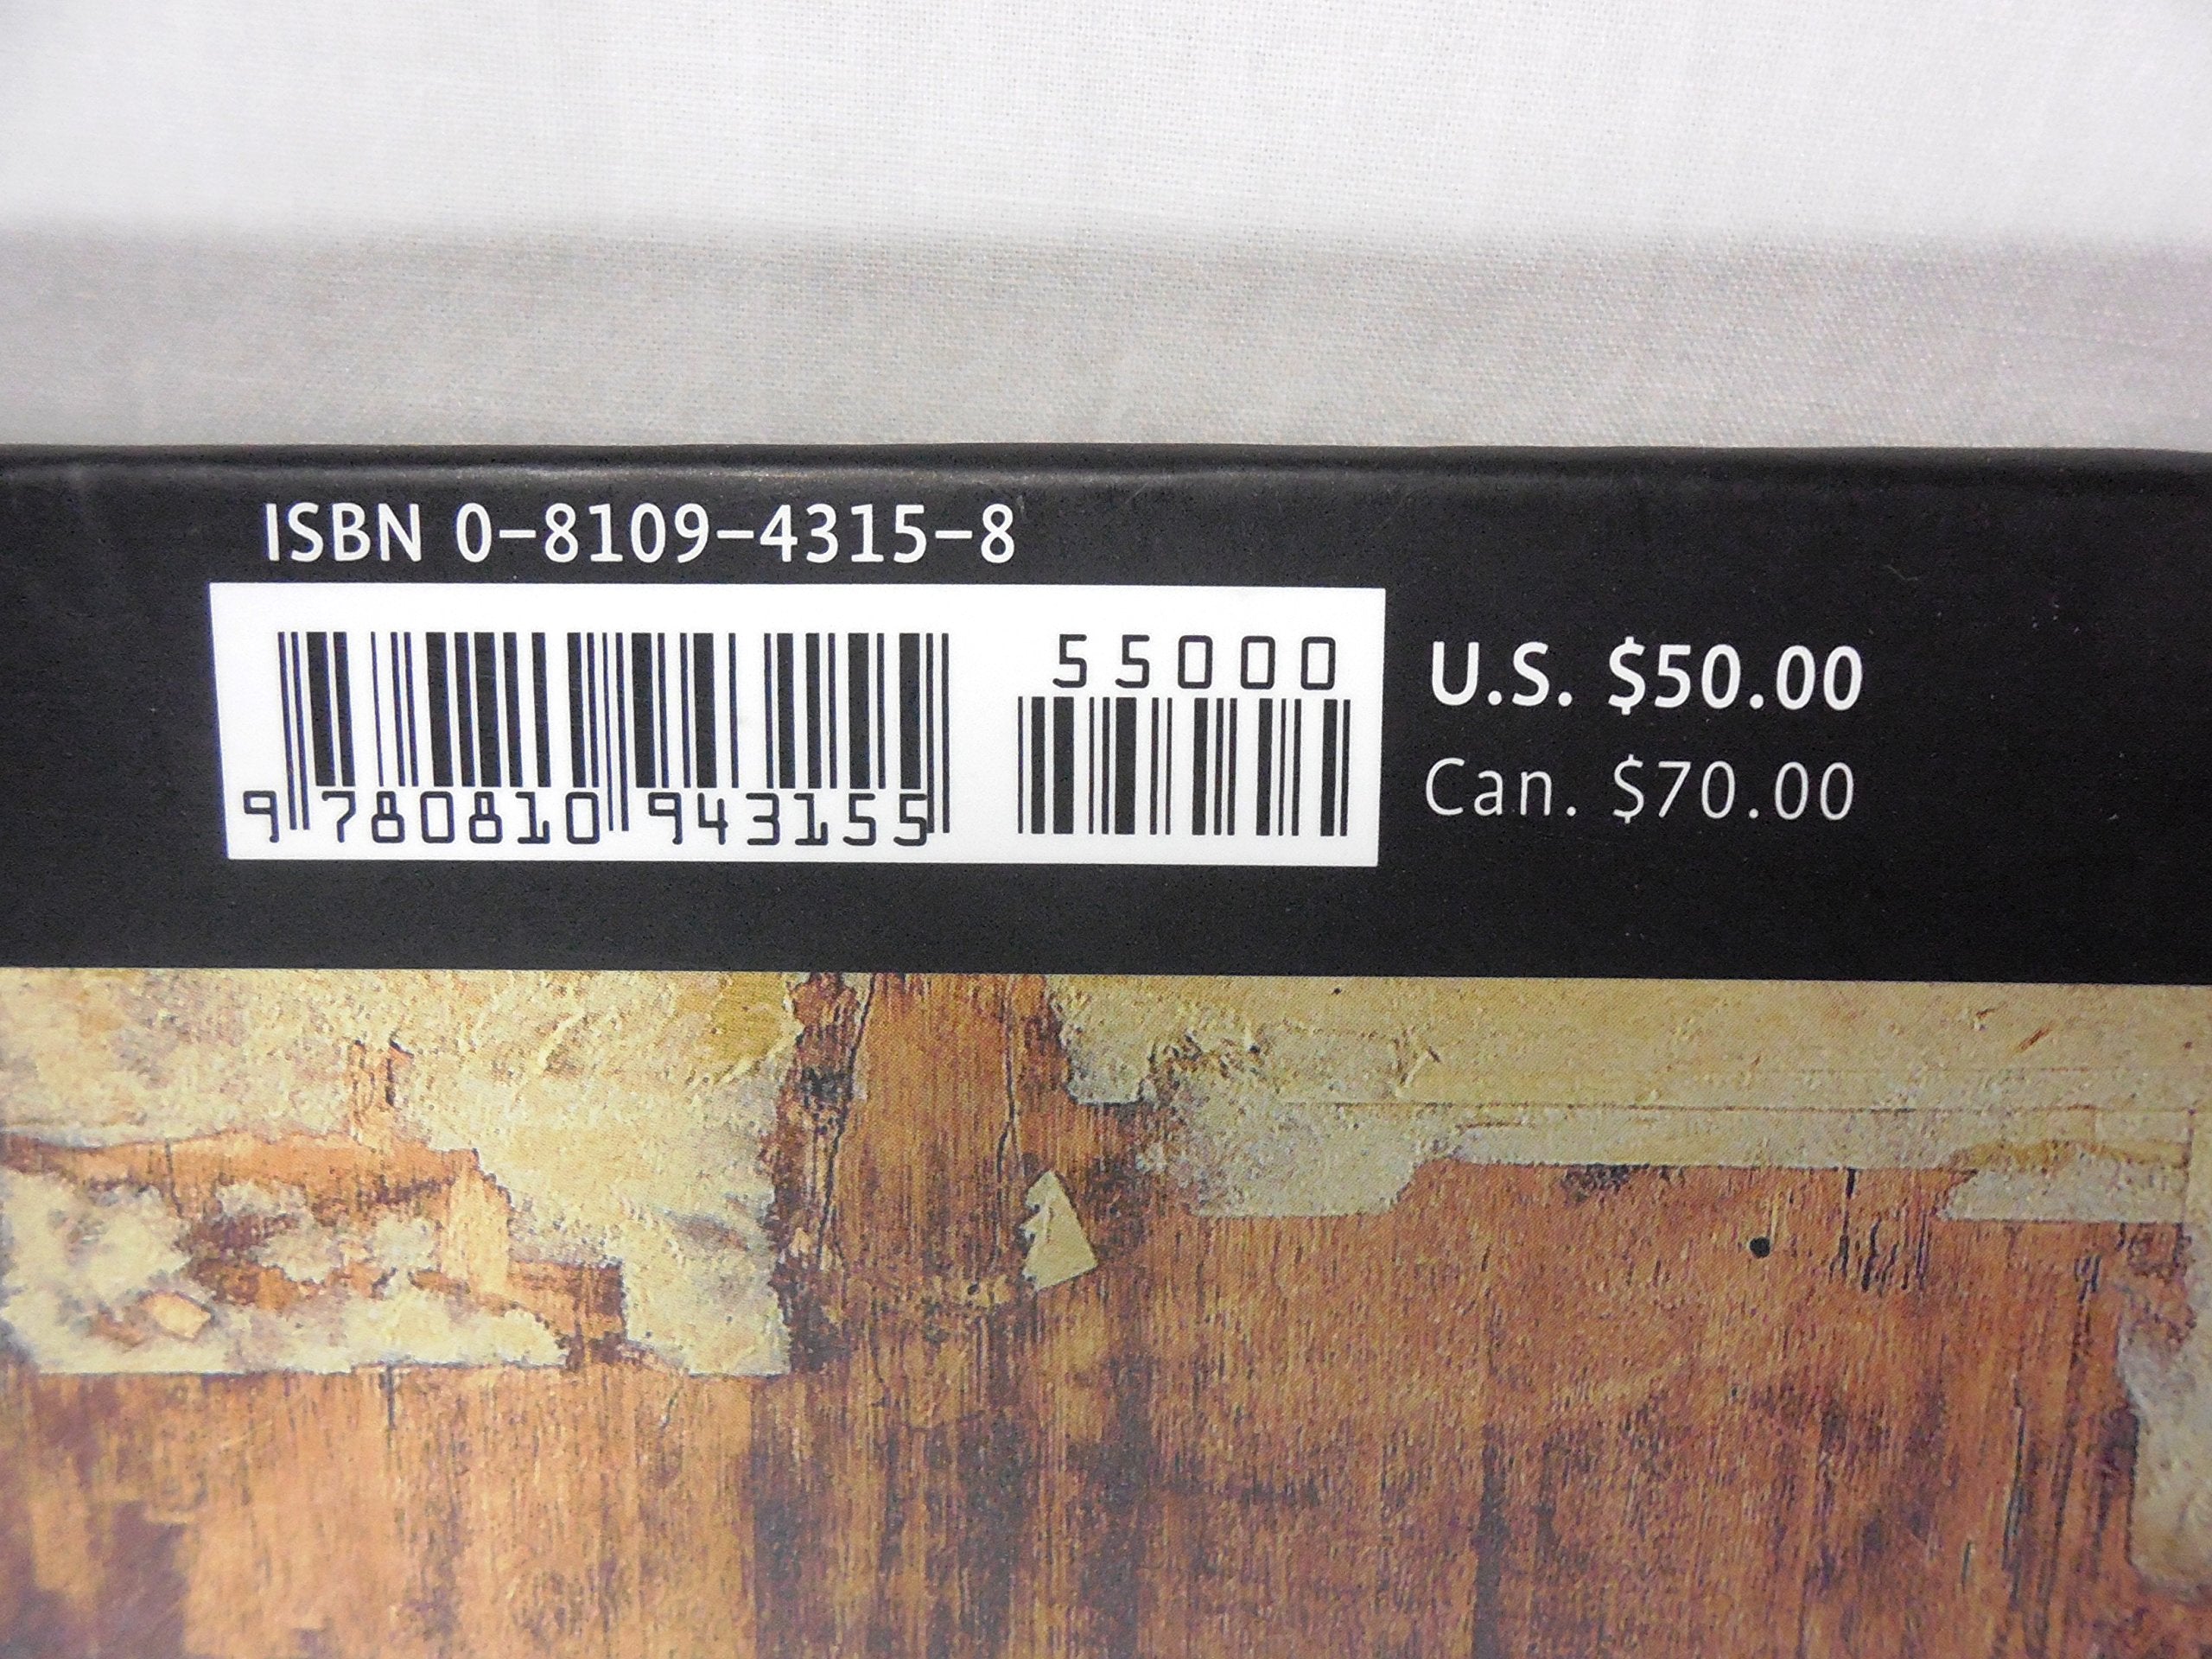 ISBN 0-8109-4315-8
55000
9 780810 943155
U.S. $50.00
Can. $70.00